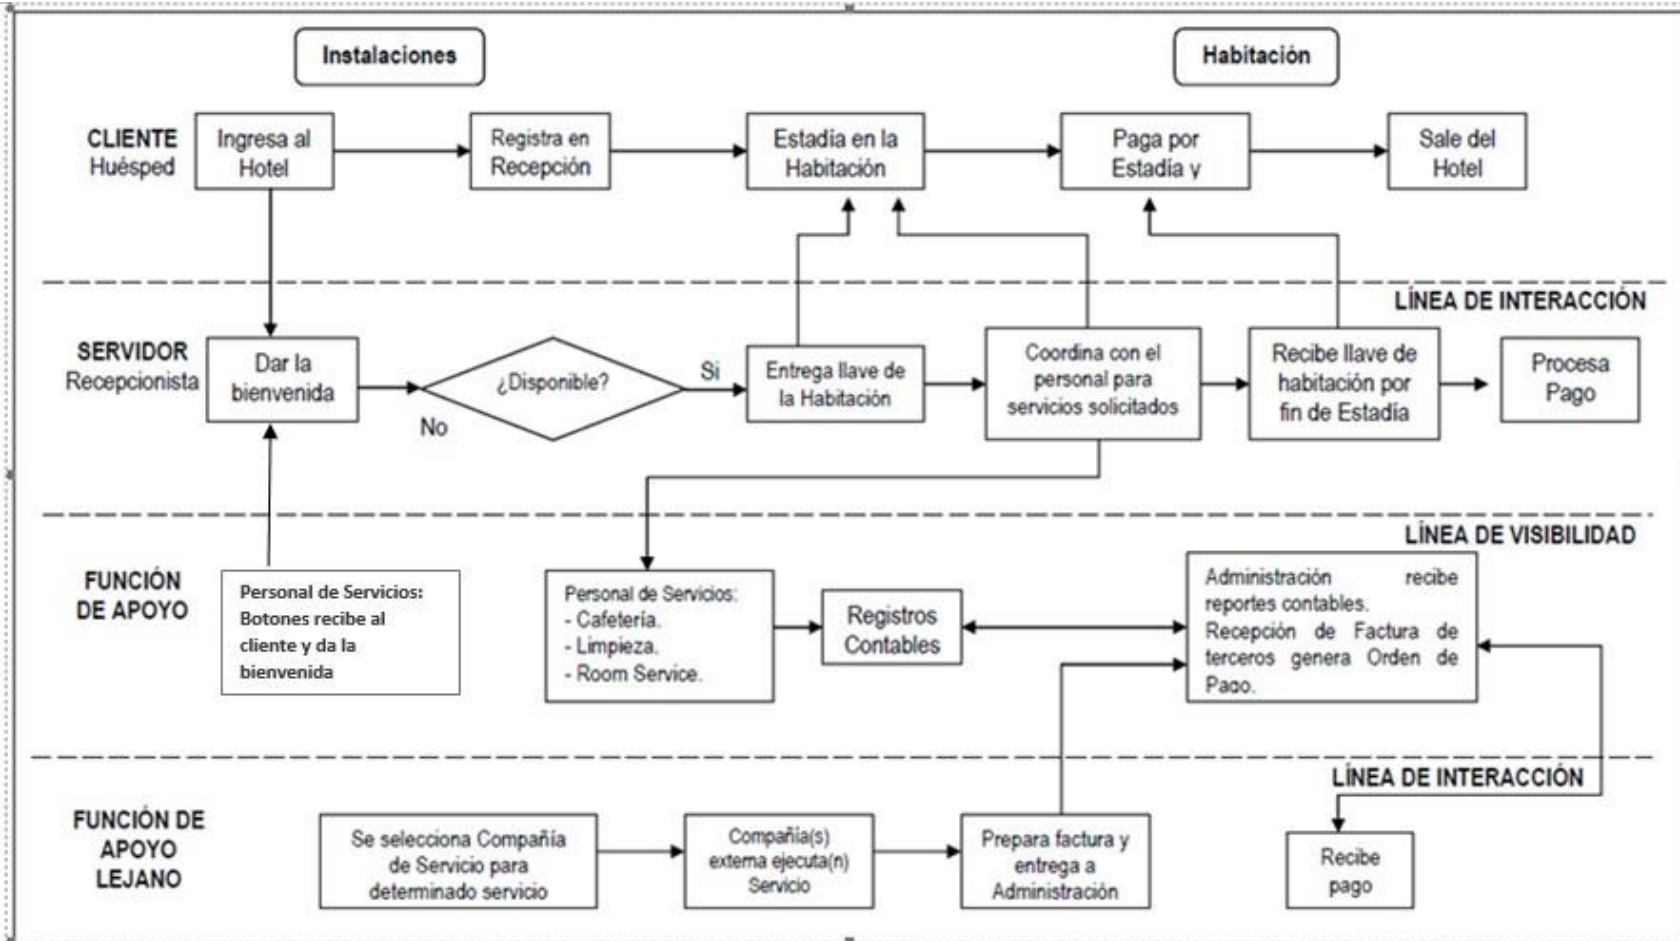 Instalaciones
Habitación
CLIENTE
Huésped
Ingresa al
Hotel
Registra en
Recepción
Estadía en la
Habitación
Paga por
Estadía y
Sale del
Hotel
LÍNEA DE INTERACCIÓN
SERVIDOR
Recepcionista
Dar la
bienvenida
¿Disponible?
Si
No
Entrega llave de
la Habitación
Coordina con el
personal para
servicios solicitados
Recibe llave de
habitación por
fin de Estadía
Procesa
Pago
LÍNEA DE VISIBILIDAD
FUNCIÓN
DE APOYO
Personal de Servicios:
Botones recibe al
cliente y da la
bienvenida
Personal de Servicios:
- Cafetería.
- Limpieza.
- Room Service.
Registros
Contables
Administración recibe
reportes contables.
Recepción de Factura de
terceros genera Orden de
Pago.
LÍNEA DE INTERACCIÓN
FUNCIÓN DE
APOYO
LEJANO
Se selecciona Compañía
de Servicio para
determinado servicio
Compañía(s)
externa ejecuta(n)
Servicio
Prepara factura y
entrega a
Administración
Recibe
pago